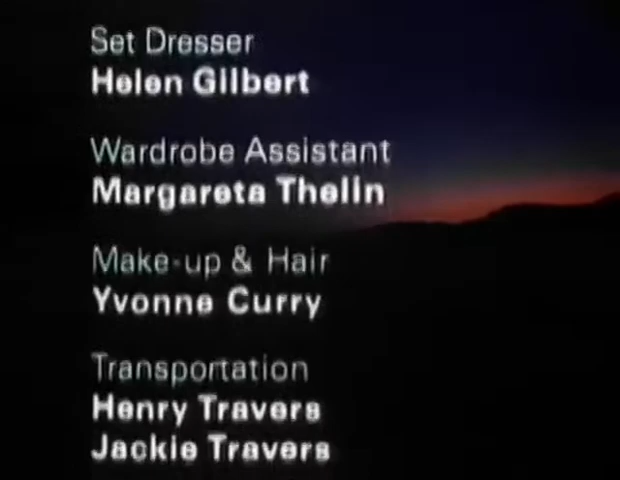 Set Dresser
Helen Gilbert
Wardrobe Assistant
Margareta Thelin
Make-up & Hair
Yvonne Curry
Transportation
Henry Travers
Jackie Travers